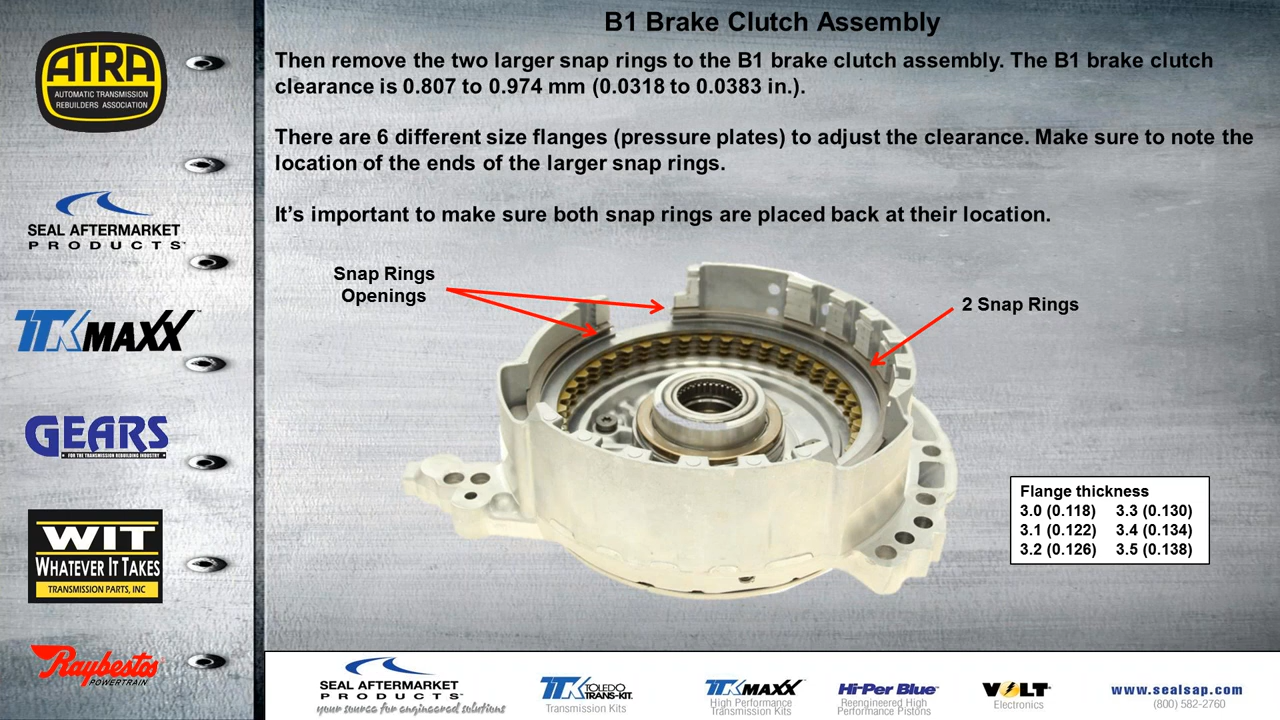 B1 Brake Clutch Assembly
Then remove the two larger snap rings to the B1 brake clutch assembly. The B1 brake clutch
clearance is 0.807 to 0.974 mm (0.0318 to 0.0383 in.).
There are 6 different size flanges (pressure plates) to adjust the clearance. Make sure to note the
location of the ends of the larger snap rings.
It’s important to make sure both snap rings are placed back at their location.
Snap Rings
Openings
2 Snap Rings
Flange thickness
3.0 (0.118) 3.3 (0.130)
3.1 (0.122) 3.4 (0.134)
3.2 (0.126) 3.5 (0.138)
ATRA
AUTOMATIC TRANSMISSION
REBUILDERS ASSOCIATION
SEAL AFTERMARKET
PRODUCTS
TTK MAXX
GEARS
FOR THE TRANSMISSION REBUILDING INDUSTRY
WIT
WHATEVER IT TAKES
TRANSMISSION PARTS, INC
Raybestos
POWERTRAIN
SEAL AFTERMARKET
PRODUCTS
your source for engineered solutions
TTK TOLEDO
TRANS-KIT
Transmission Kits
TTK MAXX
High Performance
Transmission Kits
Hi-Per Blue
Reengineered High
Performance Pistons
VOLT
Electronics
www.sealsap.com
(800) 582-2760